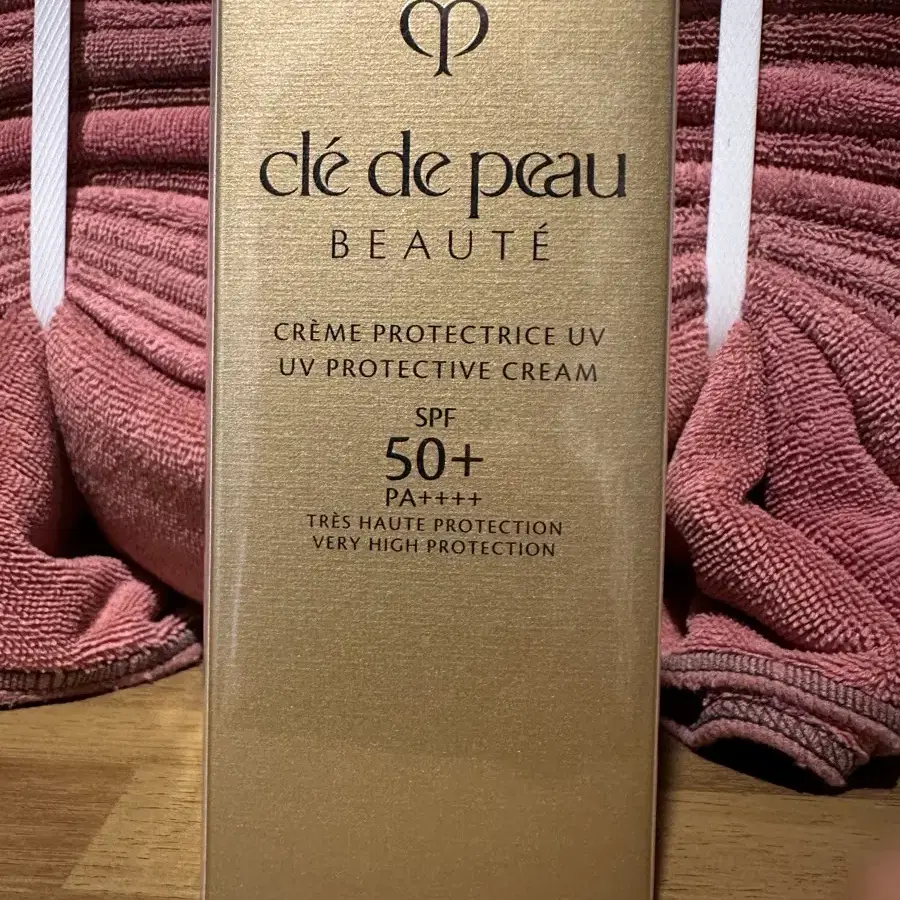 clé de peau
BEAUTÉ
CRÈME PROTECTRICE UV
UV PROTECTIVE CREAM
SPF
50+
PA++++
TRÈS HAUTE PROTECTION
VERY HIGH PROTECTION